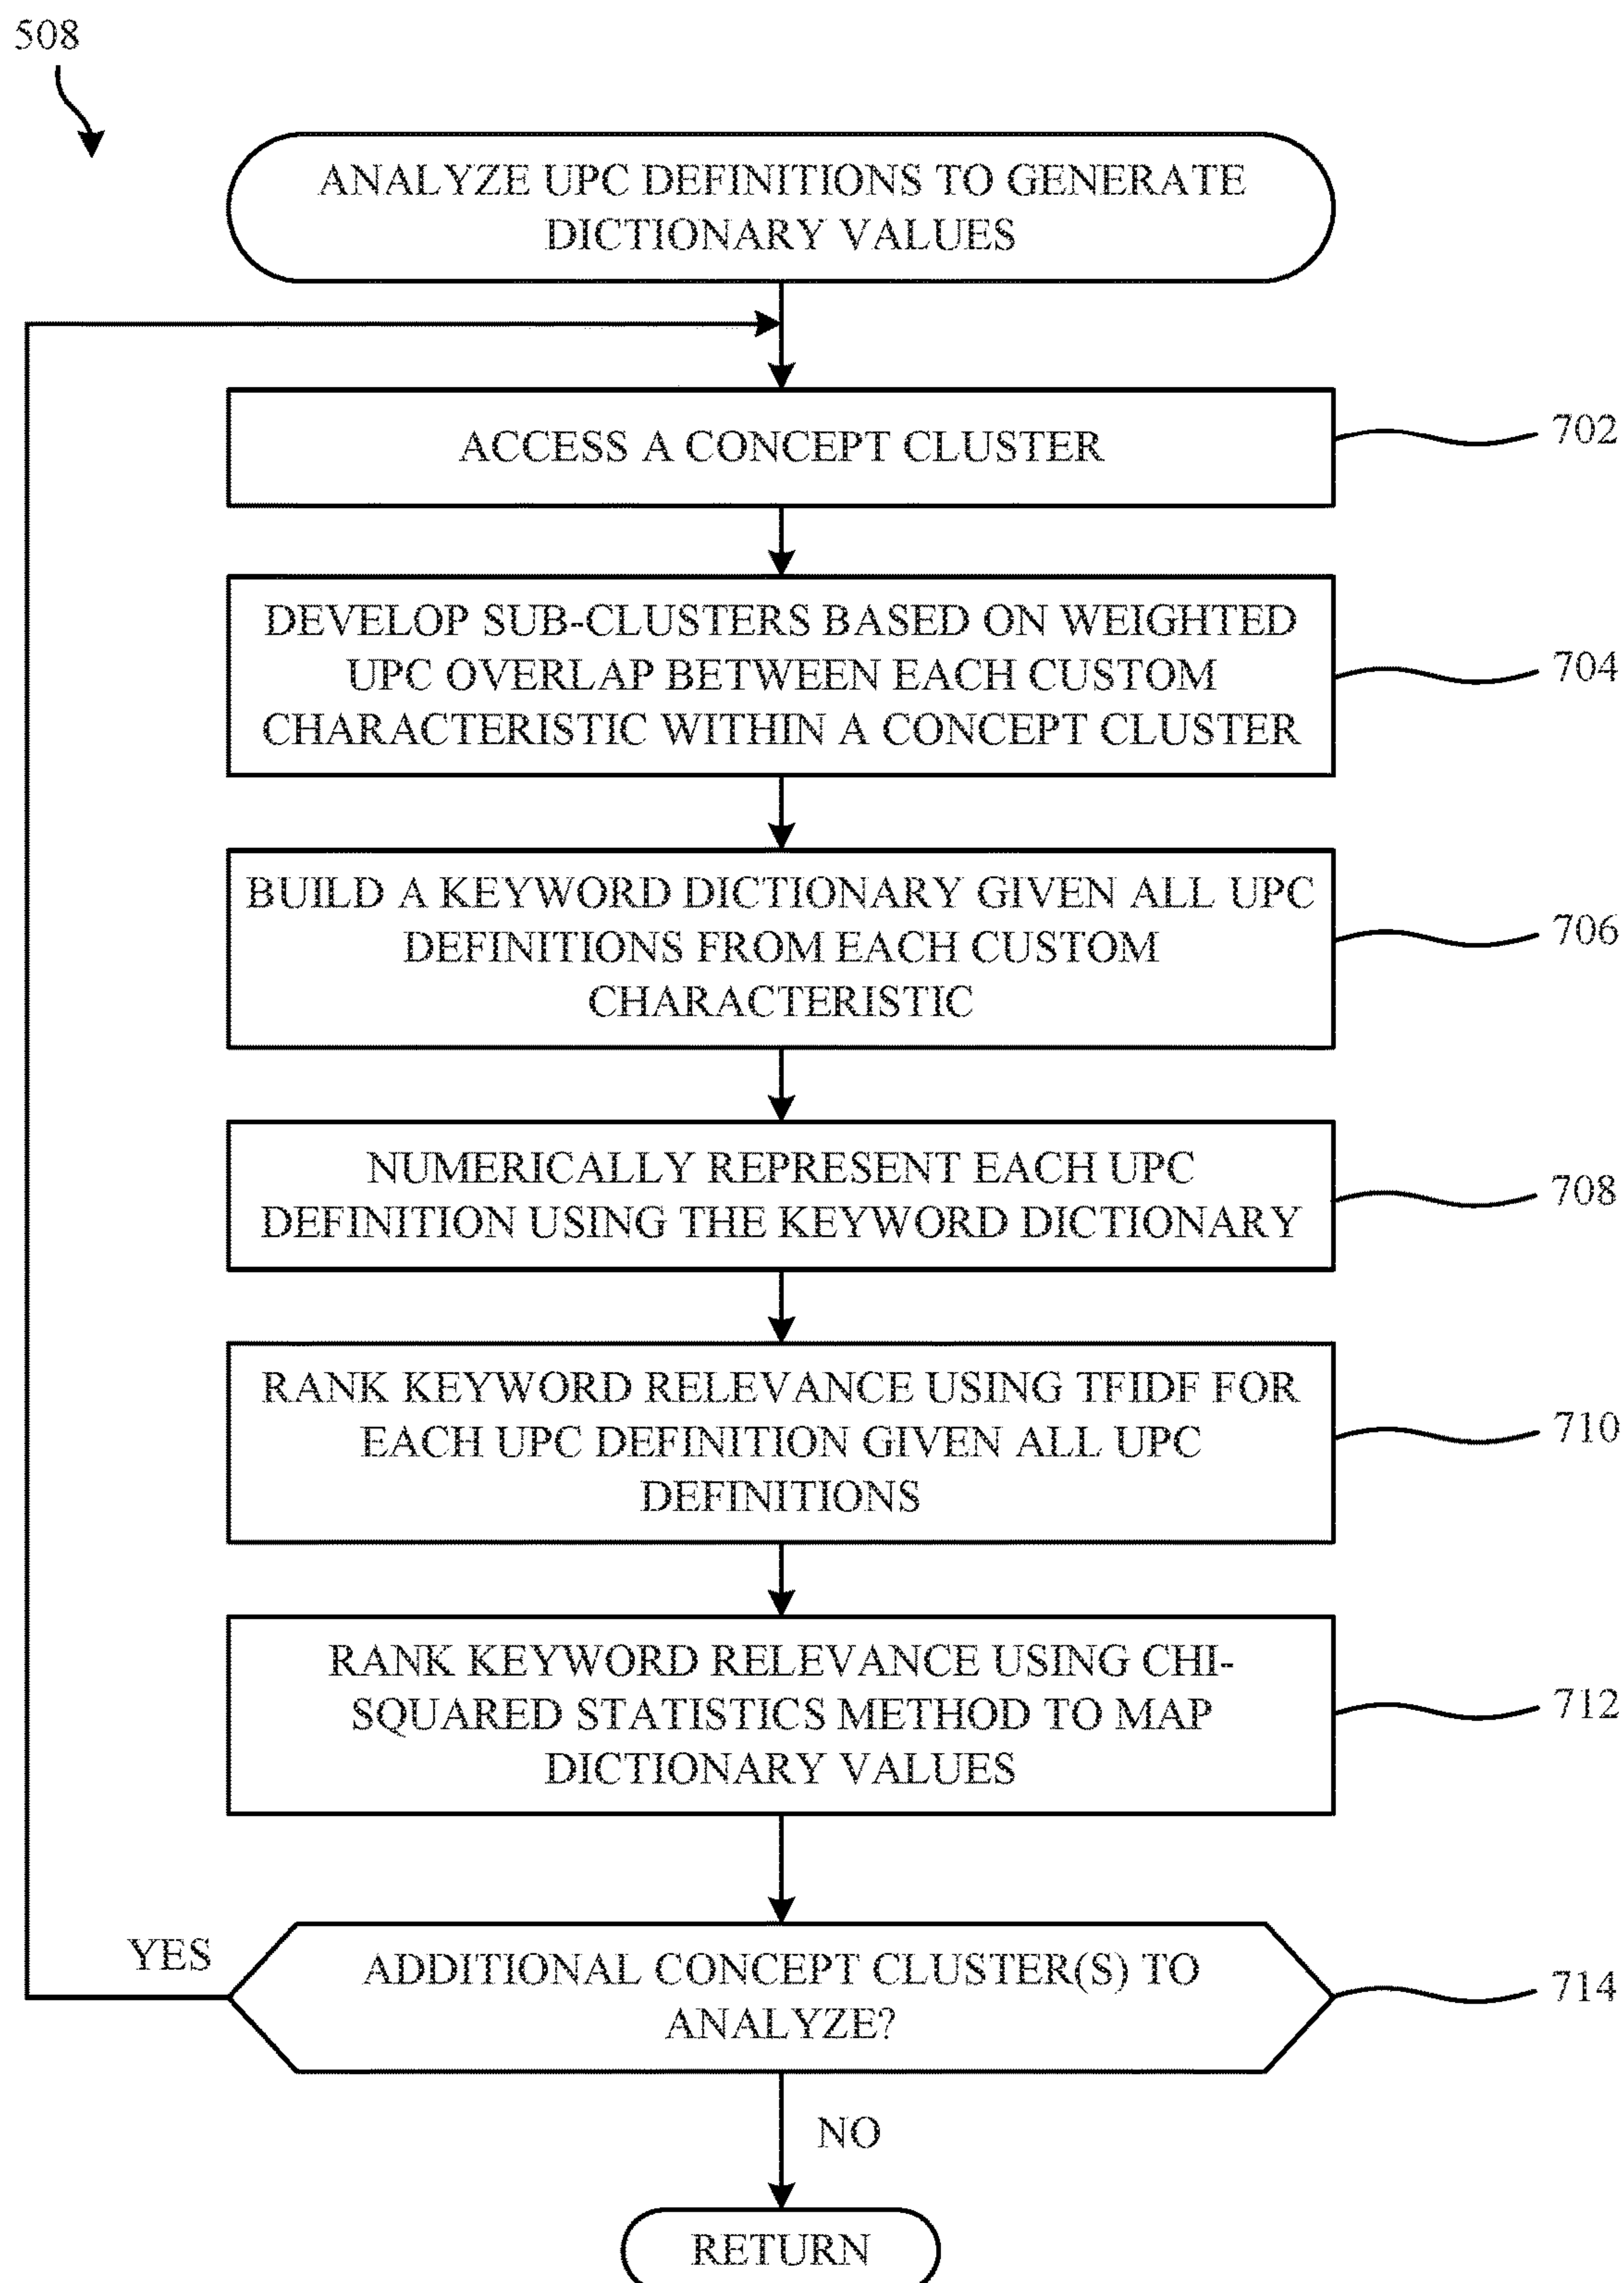 508
ANALYZE UPC DEFINITIONS TO GENERATE
DICTIONARY VALUES
ACCESS A CONCEPT CLUSTER
702
DEVELOP SUB-CLUSTERS BASED ON WEIGHTED
UPC OVERLAP BETWEEN EACH CUSTOM
CHARACTERISTIC WITHIN A CONCEPT CLUSTER
704
BUILD A KEYWORD DICTIONARY GIVEN ALL UPC
DEFINITIONS FROM EACH CUSTOM
CHARACTERISTIC
706
NUMERICALLY REPRESENT EACH UPC
DEFINITION USING THE KEYWORD DICTIONARY
708
RANK KEYWORD RELEVANCE USING TFIDF FOR
EACH UPC DEFINITION GIVEN ALL UPC
DEFINITIONS
710
RANK KEYWORD RELEVANCE USING CHI-
SQUARED STATISTICS METHOD TO MAP
DICTIONARY VALUES
712
YES
ADDITIONAL CONCEPT CLUSTER(S) TO
ANALYZE?
714
NO
RETURN